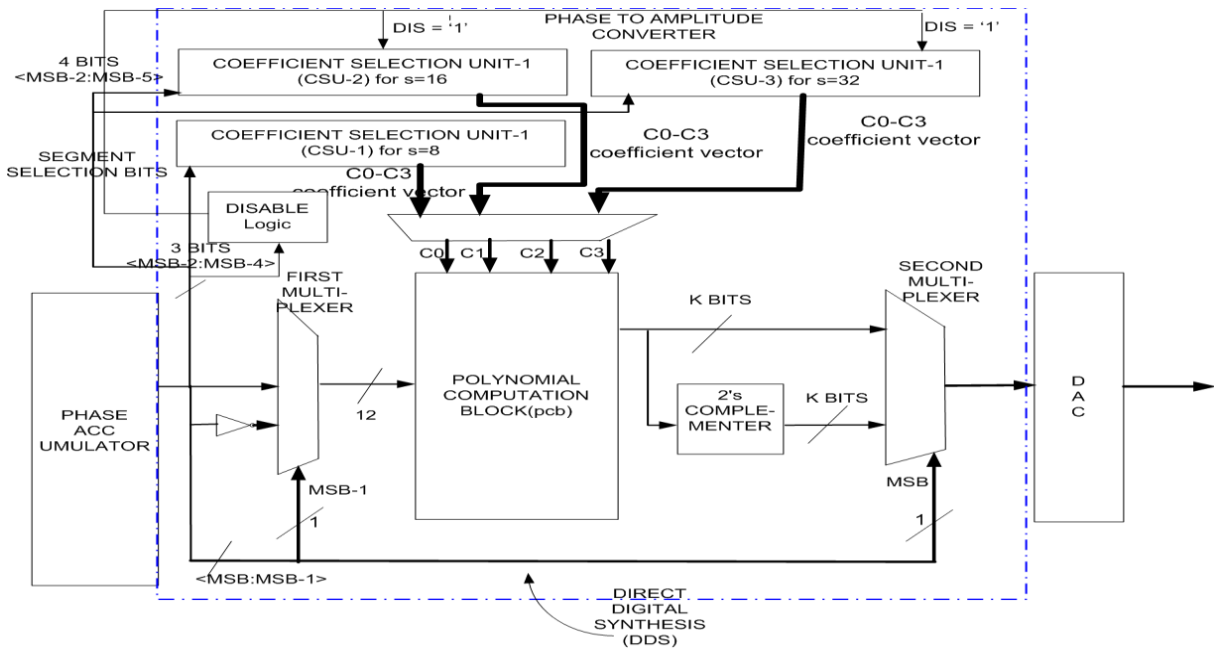 PHASE TO AMPLITUDE
CONVERTER
DIS = '1'
DIS = '1'
4 BITS
<MSB-2:MSB-5>
COEFFICIENT SELECTION UNIT-1
(CSU-2) for s=16
COEFFICIENT SELECTION UNIT-1
(CSU-3) for s=32
COEFFICIENT SELECTION UNIT-1
(CSU-1) for s=8
C0-C3
coefficient vector
C0-C3
coefficient vector
SEGMENT
SELECTION BITS
C0-C3
coefficient vector
DISABLE
Logic
3 BITS
<MSB-2:MSB-4>
C0
C1
C2
C3
FIRST
MULTI-
PLEXER
SECOND
MULTI-
PLEXER
K BITS
PHASE ACC
UMULATOR
12
POLYNOMIAL
COMPUTATION
BLOCK(pcb)
2's
COMPLE-
MENTER
K BITS
D
A
C
MSB-1
1
MSB
1
<MSB:MSB-1>
DIRECT
DIGITAL
SYNTHESIS
(DDS)